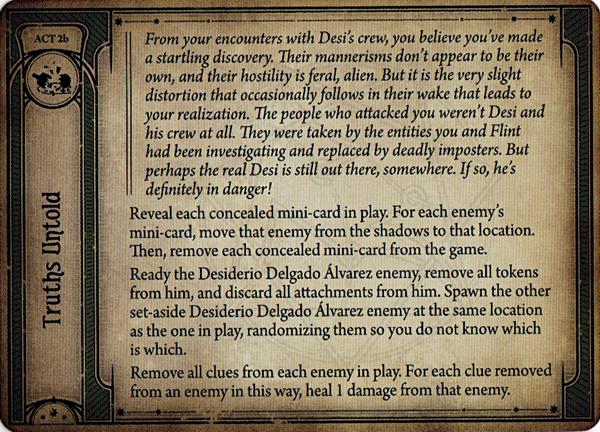 ACT 2b
Truths Untold
From your encounters with Desi's crew, you believe you've made
a startling discovery. Their mannerisms don't appear to be their
own, and their hostility is feral, alien. But it is the very slight
distortion that occasionally follows in their wake that leads to
your realization. The people who attacked you weren't Desi and
his crew at all. They were taken by the entities you and Flint
had been investigating and replaced by deadly imposters. But
perhaps the real Desi is still out there, somewhere. If so, he's
definitely in danger!
Reveal each concealed mini-card in play. For each enemy's
mini-card, move that enemy from the shadows to that location.
Then, remove each concealed mini-card from the game.
Ready the Desiderio Delgado Álvarez enemy, remove all tokens
from him, and discard all attachments from him. Spawn the other
set-aside Desiderio Delgado Álvarez enemy at the same location
as the one in play, randomizing them so you do not know which
is which.
Remove all clues from each enemy in play. For each clue removed
from an enemy in this way, heal 1 damage from that enemy.